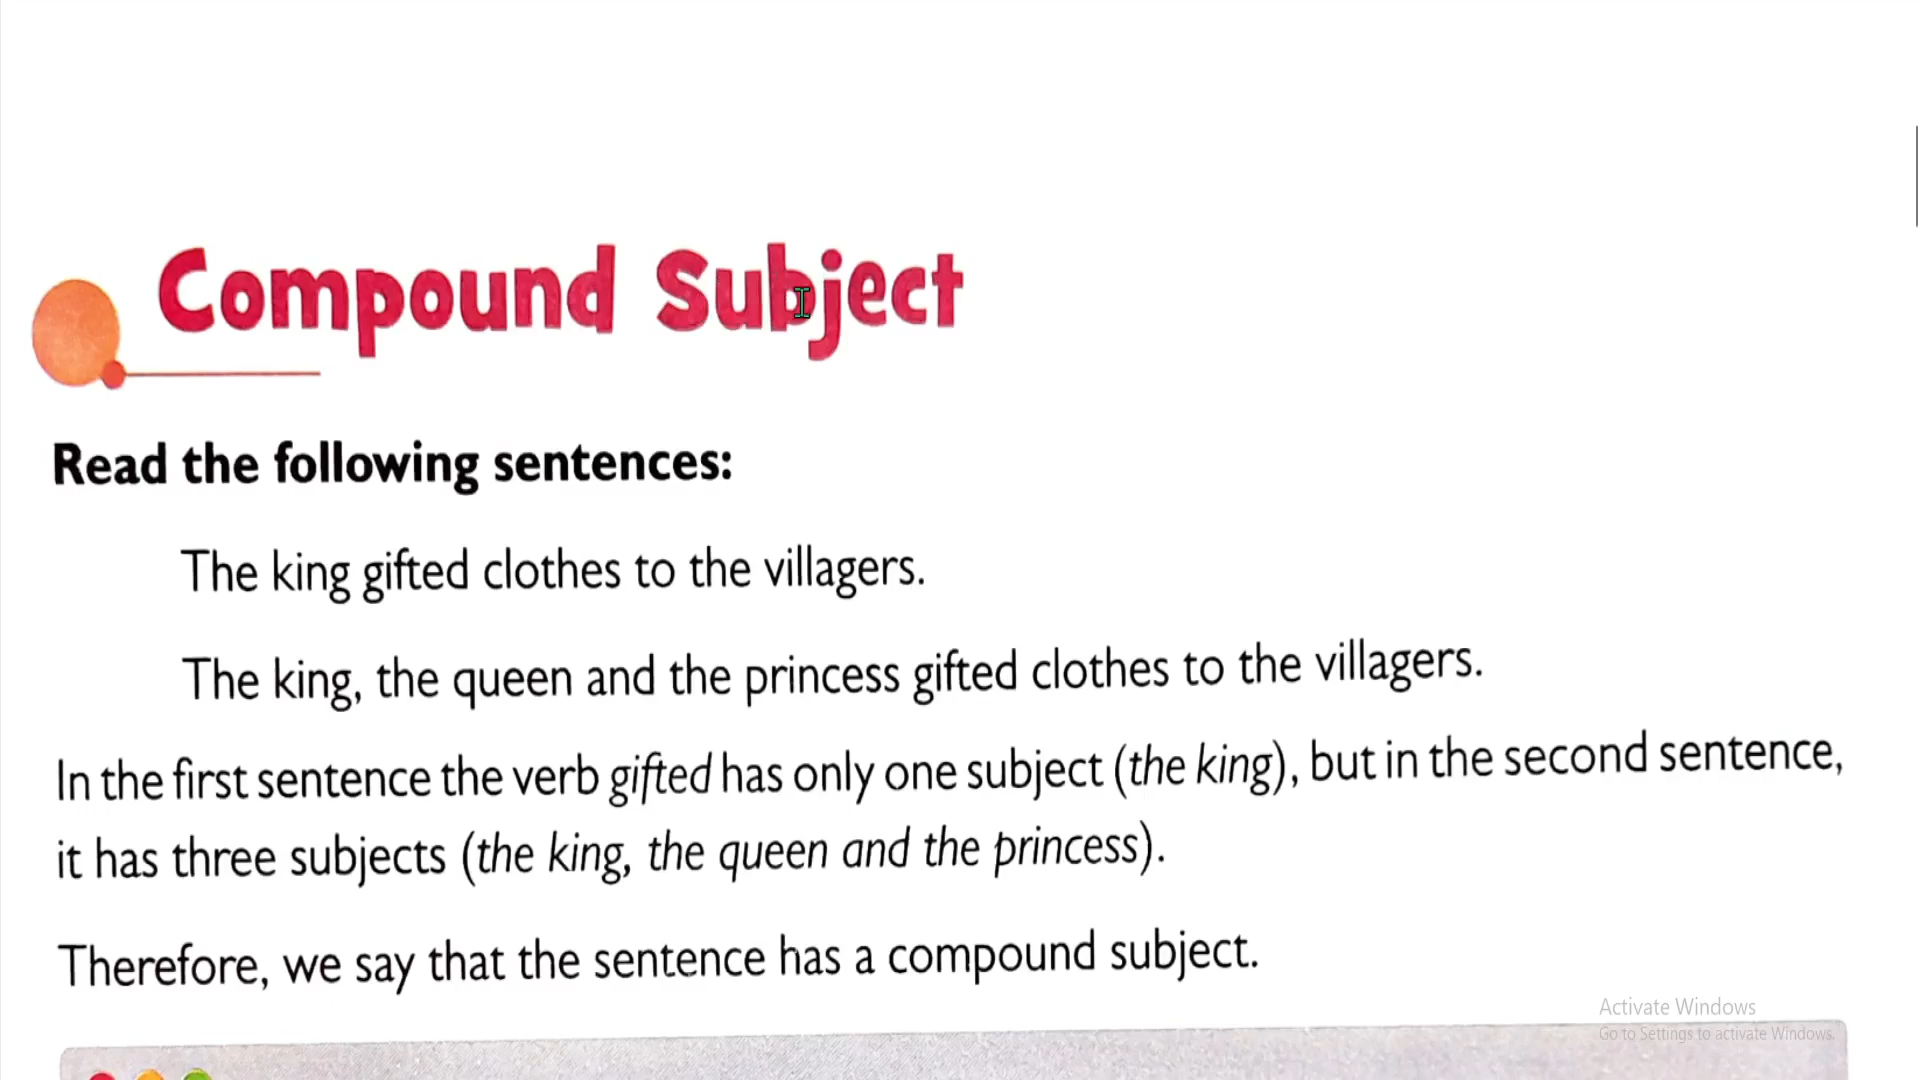 Compound Subject
Read the following sentences:
The king gifted clothes to the villagers.
The king, the queen and the princess gifted clothes to the villagers.
In the first sentence the verb gifted has only one subject (the king), but in the second sentence,
it has three subjects (the king, the queen and the princess).
Therefore, we say that the sentence has a compound subject.
Activate Windows
Go to Settings to activate Windows.